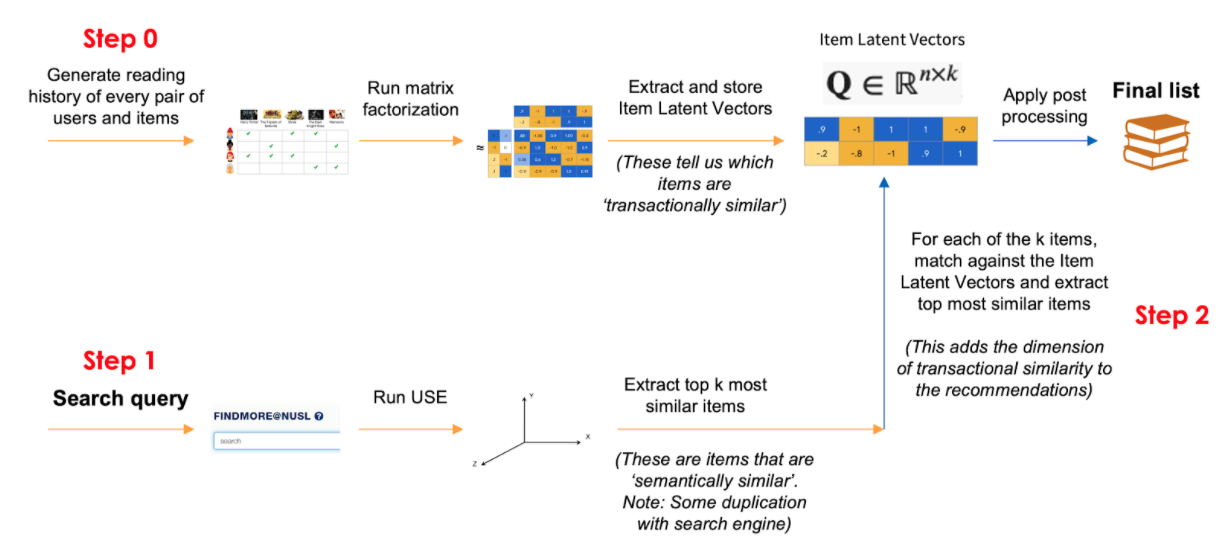 Step 0
Generate reading
history of every pair of
users and items
Run matrix
factorization
≈
Extract and store
Item Latent Vectors
(These tell us which
items are
‘transactionally similar’)
Item Latent Vectors
Q ∈ ℝn×k
.9 -1 1 1 -.9
-.2 -.8 -1 .9 1
Apply post
processing
Final list
For each of the k items,
match against the Item
Latent Vectors and extract
top most similar items
(This adds the dimension
of transactional similarity to
the recommendations)
Step 2
Step 1
Search query
FINDMORE@NUSL ?
search
Run USE
Y
X
Z
Extract top k most
similar items
(These are items that are
‘semantically similar’.
Note: Some duplication
with search engine)